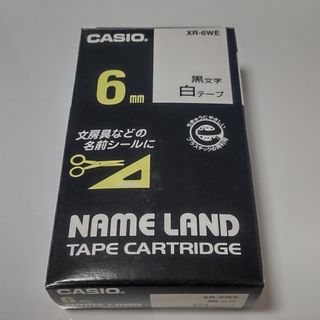 CASIO
XR-6WE
6mm
黒文字
白テープ
文房具などの
名前シールに
NAME LAND
TAPE CARTRIDGE
6
XR-6WE